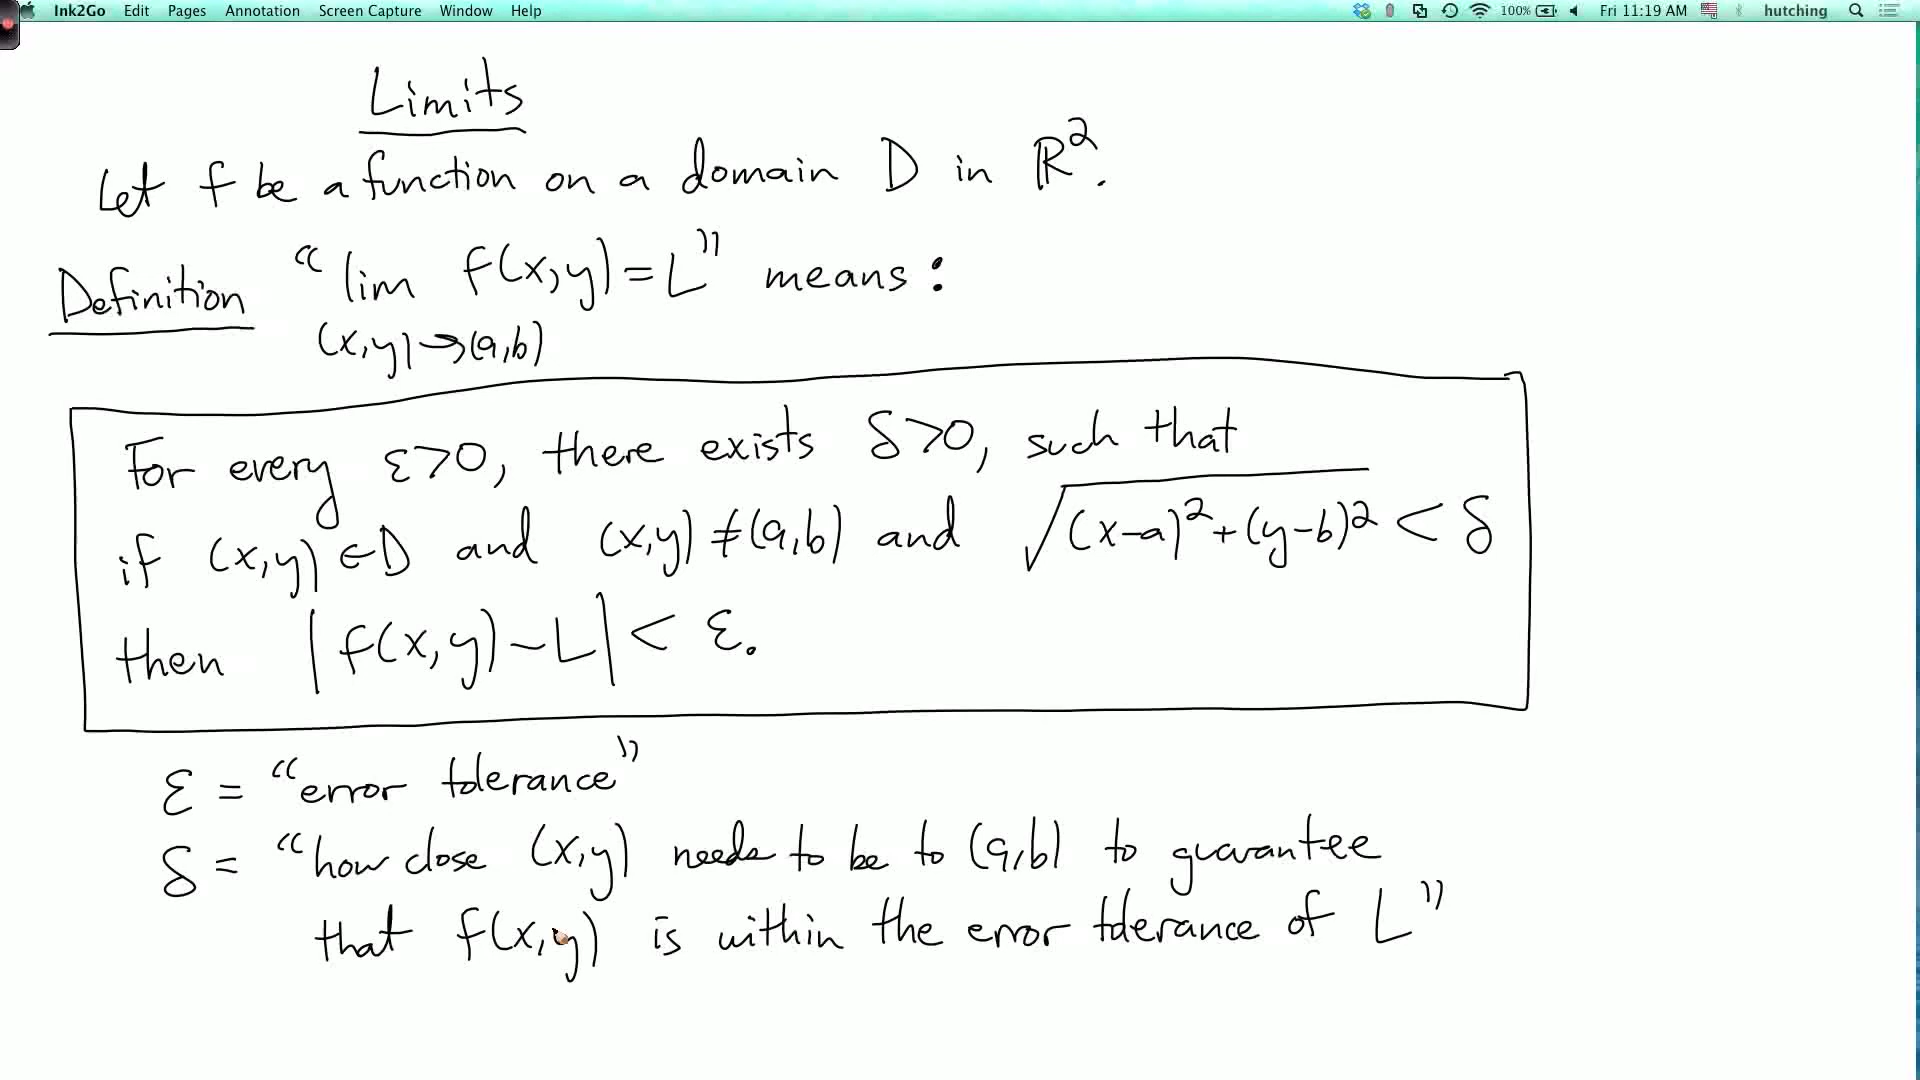 Ink2Go Edit Pages Annotation Screen Capture Window Help 100% Fri 11:19 AM hutching
Limits
Let f be a function on a domain D in ℝ².
Definition “lim f(x,y)=L” means:
(x,y)→(a,b)
For every ε>0, there exists δ>0, such that
if (x,y)∈D and (x,y)≠(a,b) and √((x-a)²+(y-b)²) < δ
then |f(x,y)-L| < ε.
ε = “error tolerance”
δ = “how close (x,y) needs to be to (a,b) to guarantee
that f(x,y) is within the error tolerance of L”